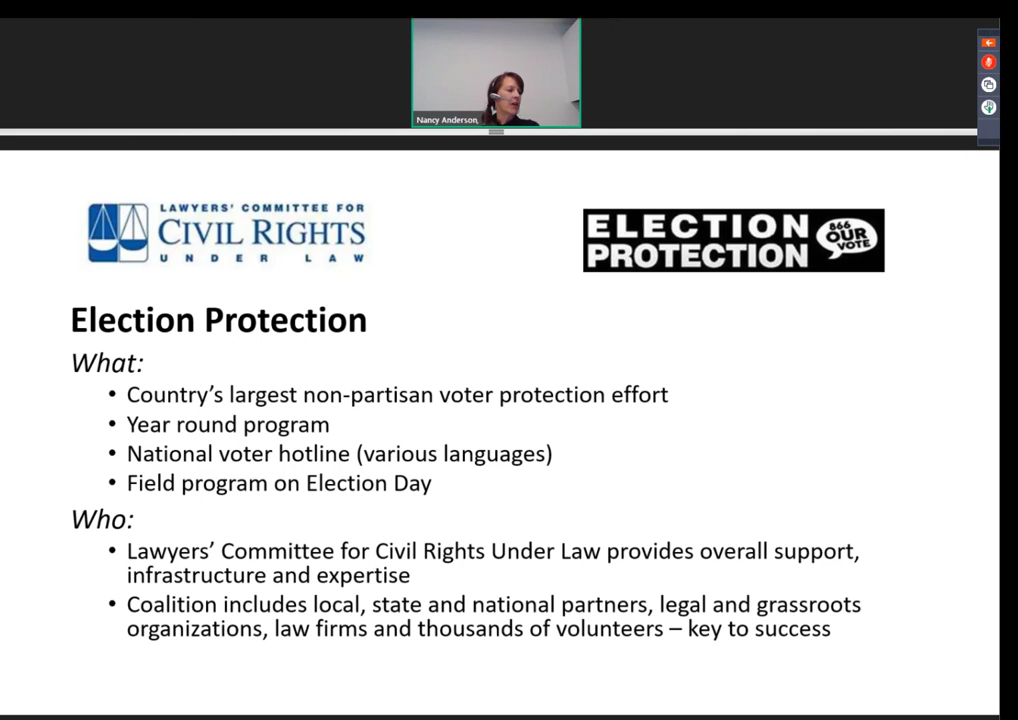 Nancy Anderson,
LAWYERS' COMMITTEE FOR
CIVIL RIGHTS
UNDER LAW
ELECTION
PROTECTION
866
OUR
VOTE
Election Protection
What:
• Country's largest non-partisan voter protection effort
• Year round program
• National voter hotline (various languages)
• Field program on Election Day
Who:
• Lawyers' Committee for Civil Rights Under Law provides overall support,
infrastructure and expertise
• Coalition includes local, state and national partners, legal and grassroots
organizations, law firms and thousands of volunteers – key to success